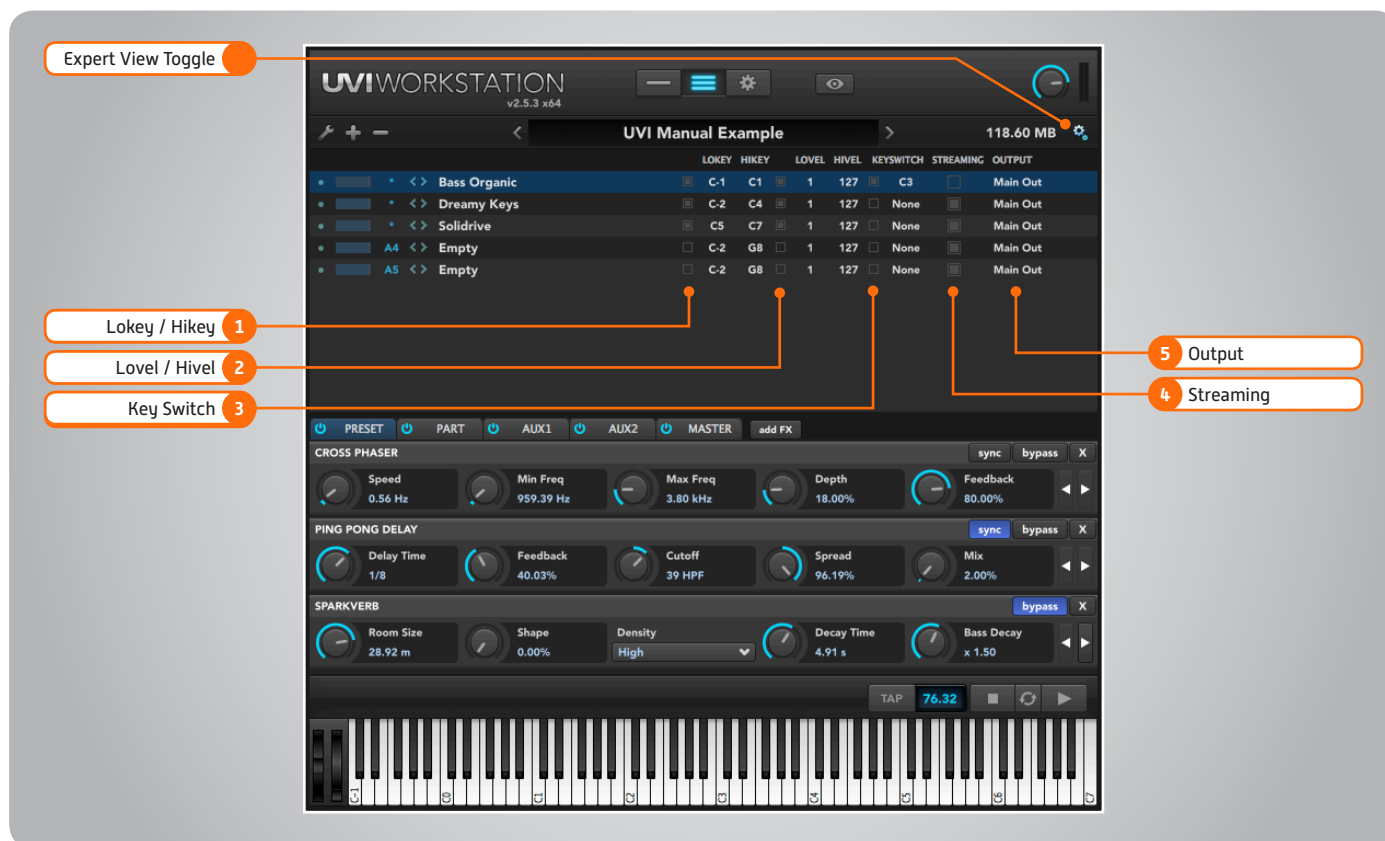 Expert View Toggle
UVIWORKSTATION
v2.5.3 x64
UVI Manual Example
118.60 MB
LOKEY HIKEY LOVEL HIVEL KEYSWITCH STREAMING OUTPUT
* Bass Organic C-1 C1 1 127 C3 Main Out
* Dreamy Keys C-2 C4 1 127 None Main Out
* Solidrive C5 C7 1 127 None Main Out
A4 Empty C-2 G8 1 127 None Main Out
A5 Empty C-2 G8 1 127 None Main Out
Lokey / Hikey 1
Lovel / Hivel 2
Key Switch 3
5 Output
4 Streaming
PRESET PART AUX1 AUX2 MASTER add FX
CROSS PHASER sync bypass X
Speed Min Freq Max Freq Depth Feedback
0.56 Hz 959.39 Hz 3.80 kHz 18.00% 80.00%
PING PONG DELAY sync bypass X
Delay Time Feedback Cutoff Spread Mix
1/8 40.03% 39 HPF 96.19% 2.00%
SPARKVERB bypass X
Room Size Shape Density Decay Time Bass Decay
28.92 m 0.00% High 4.91 s x 1.50
TAP 76.32
C-1 C0 C1 C2 C3 C4 C5 C6 C7